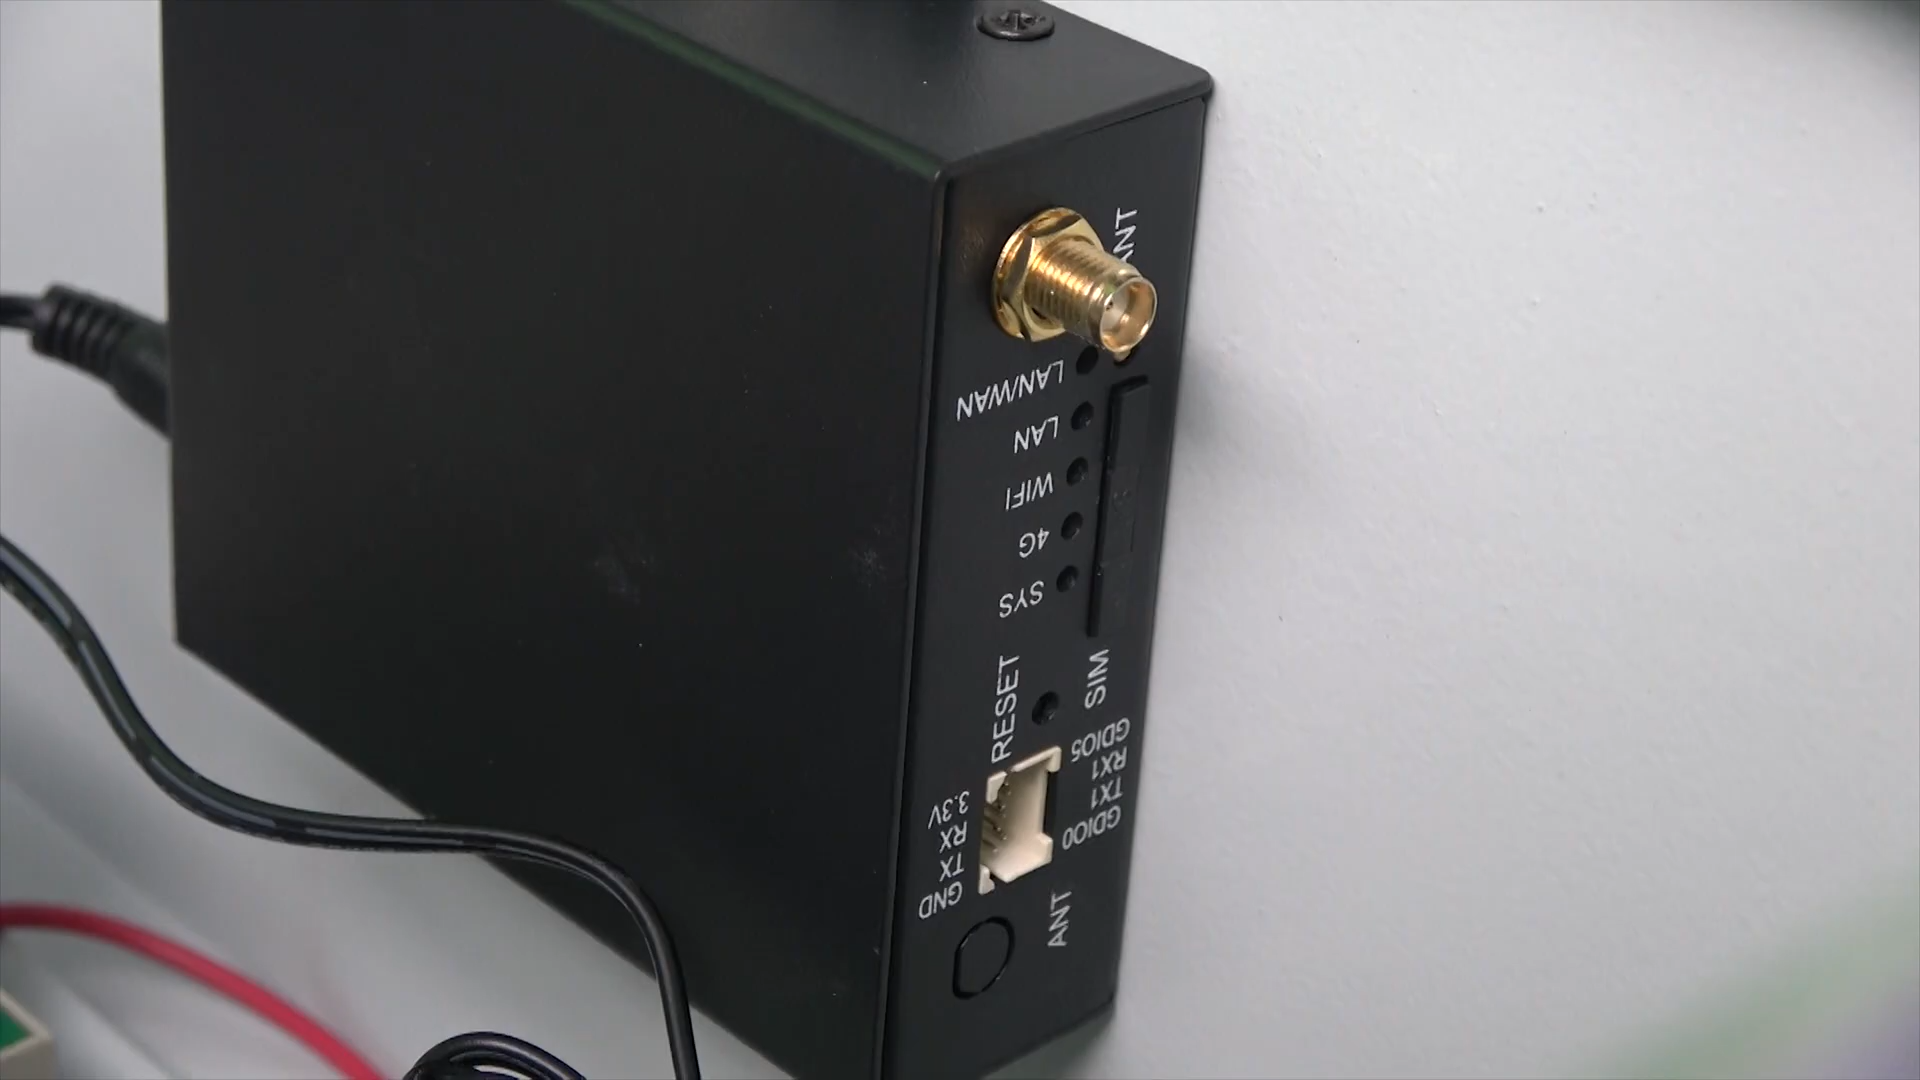 ANT
LAN/WAN
LAN
WIFI
4G
SYS
RESET
SIM
GDIO5
RX1
TX1
GDIO0
3.3V
RX
TX
GND
ANT